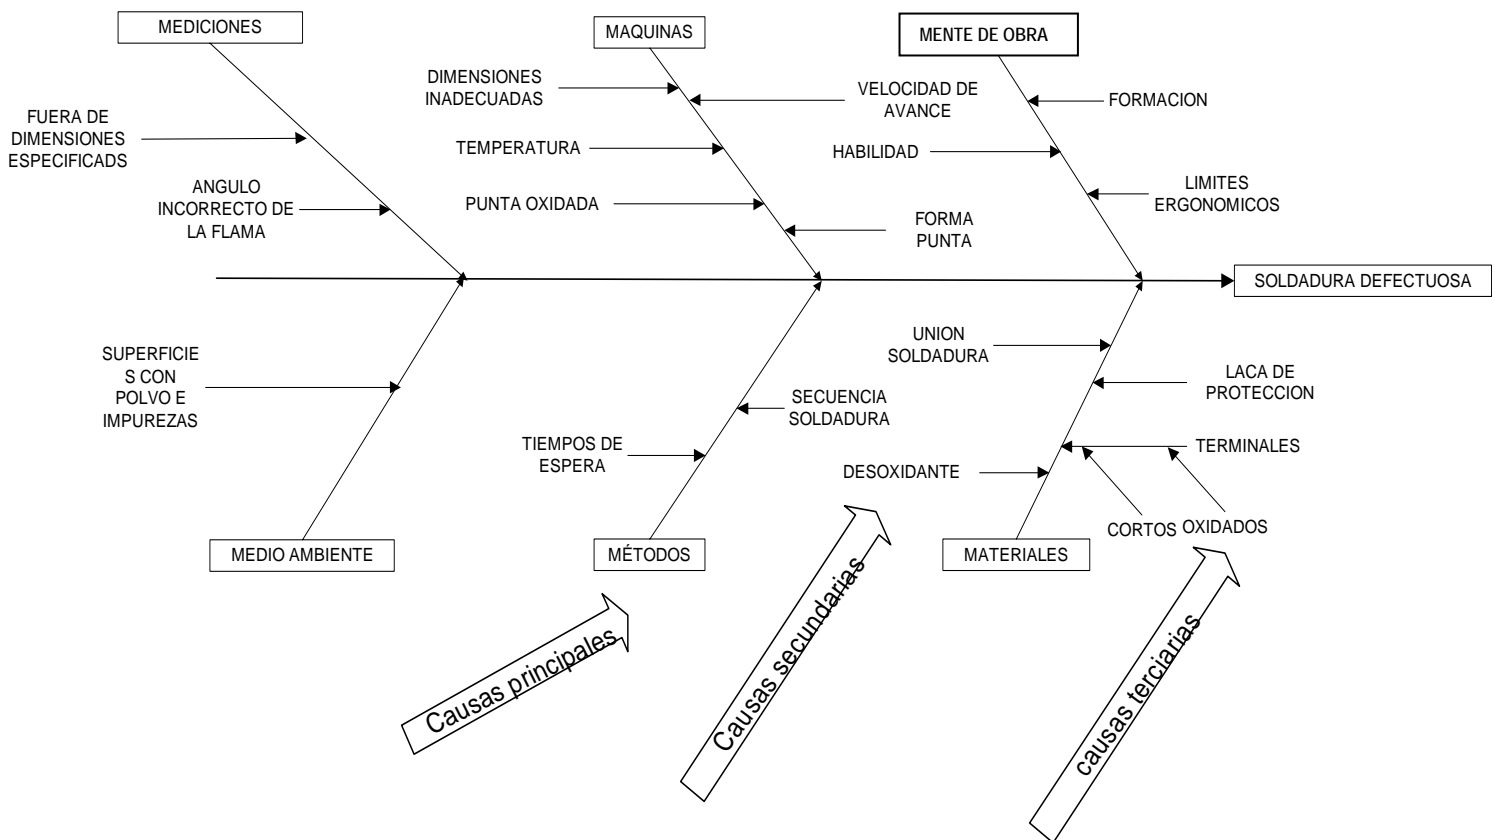 MEDICIONES
MAQUINAS
MENTE DE OBRA
DIMENSIONES
INADECUADAS
VELOCIDAD DE
AVANCE
FORMACION
FUERA DE
DIMENSIONES
ESPECIFICADS
TEMPERATURA
HABILIDAD
ANGULO
INCORRECTO DE
LA FLAMA
PUNTA OXIDADA
FORMA
PUNTA
LIMITES
ERGONOMICOS
SOLDADURA DEFECTUOSA
SUPERFICIE
S CON
POLVO E
IMPUREZAS
UNION
SOLDADURA
LACA DE
PROTECCION
SECUENCIA
SOLDADURA
TIEMPOS DE
ESPERA
TERMINALES
DESOXIDANTE
CORTOS
OXIDADOS
MEDIO AMBIENTE
MÉTODOS
MATERIALES
Causas principales
Causas secundarias
causas terciarias